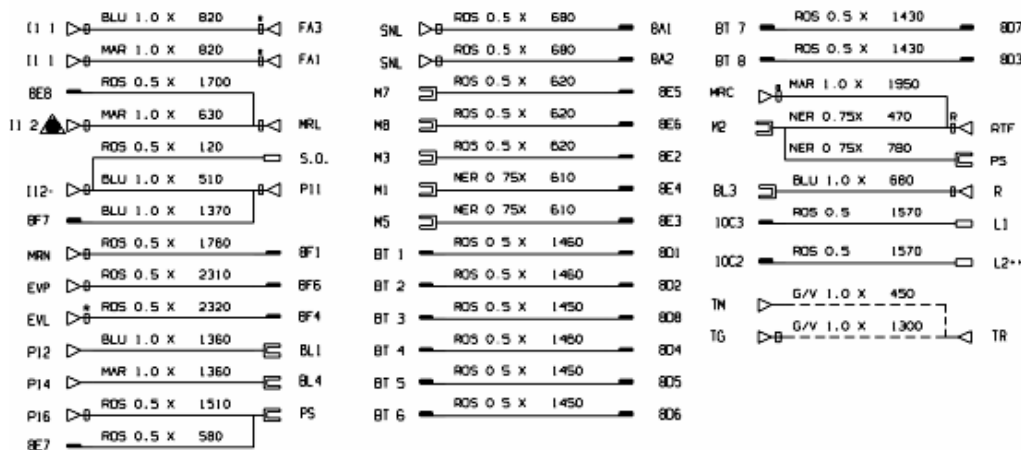 I1 1 BLU 1.0 X 820 * FA3
I1 1 MAR 1.0 X 820 * FA1
8E8 ROS 0.5 X 1700
I1 2 MAR 1.0 X 630 MRL
ROS 0.5 X 120 S.O.
I12- BLU 1.0 X 510 P11
8F7 BLU 1.0 X 1370
MRN ROS 0.5 X 1760 8F1
EVP ROS 0.5 X 2310 8F6
EVL * ROS 0.5 X 2320 8F4
P12 BLU 1.0 X 1360 BL1
P14 MAR 1.0 X 1360 BL4
P16 ROS 0.5 X 1510 PS
8E7 ROS 0.5 X 580
SNL ROS 0.5 X 680 8A1
SNL ROS 0.5 X 680 8A2
M7 ROS 0.5 X 620 8E5
M8 ROS 0.5 X 620 8E6
M3 ROS 0.5 X 620 8E2
M1 NER 0 75X 610 8E4
M5 NER 0 75X 610 8E3
BT 1 ROS 0.5 X 1460 8D1
BT 2 ROS 0.5 X 1460 8D2
BT 3 ROS 0.5 X 1450 8D8
BT 4 ROS 0.5 X 1460 8D4
BT 5 ROS 0.5 X 1450 8D5
BT 6 ROS 0.5 X 1450 8D6
BT 7 ROS 0.5 X 1430 8D7
BT 8 ROS 0.5 X 1430 8D3
MRC MAR 1.0 X 1950
M2 NER 0.75X 470 R ATF
NER 0 75X 780 PS
BL3 BLU 1.0 X 680 R
10C3 ROS 0.5 1570 L1
10C2 ROS 0.5 1570 L2++
TN G/V 1.0 X 450
TG G/V 1.0 X 1300 TR